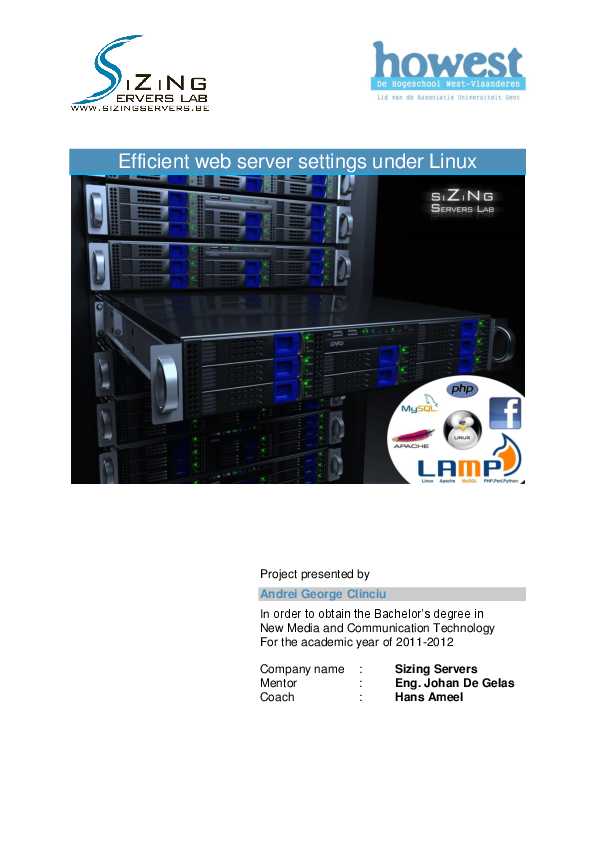 SiZiNG
SERVERS LAB
WWW.SIZINGSERVERS.BE
howest
De Hogeschool West-Vlaanderen
Lid van de Associatie Universiteit Gent
Efficient web server settings under Linux
SiZiNG
SERVERS LAB
php
MySQL
LINUX
f
APACHE
LAMP
Linux Apache MySQL PHP,Perl,Python
Project presented by
Andrei George Clinciu
In order to obtain the Bachelor's degree in
New Media and Communication Technology
For the academic year of 2011-2012
Company name : Sizing Servers
Mentor : Eng. Johan De Gelas
Coach : Hans Ameel